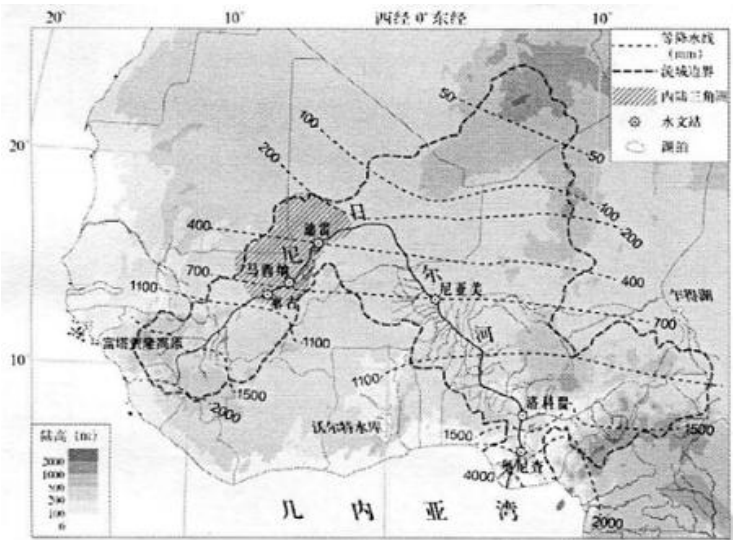 20° 10° 西经 0° 东经 10°
等降水线
(mm)
流域边界
内陆三角洲
水文站
湖泊
50
100
50
20°
200
100
200
日
400
迪雷
尼
尔
400
马西纳
700
尼亚美
乍得湖
1100
塞古
700
河
富塔贾隆高原
1100
10
1100
1500
洛科贾
2000
沃尔特水库
1500
1500
陆高 (m)
奥尼查
2000
1000
500
200
100
0
4000
几内亚湾
2000